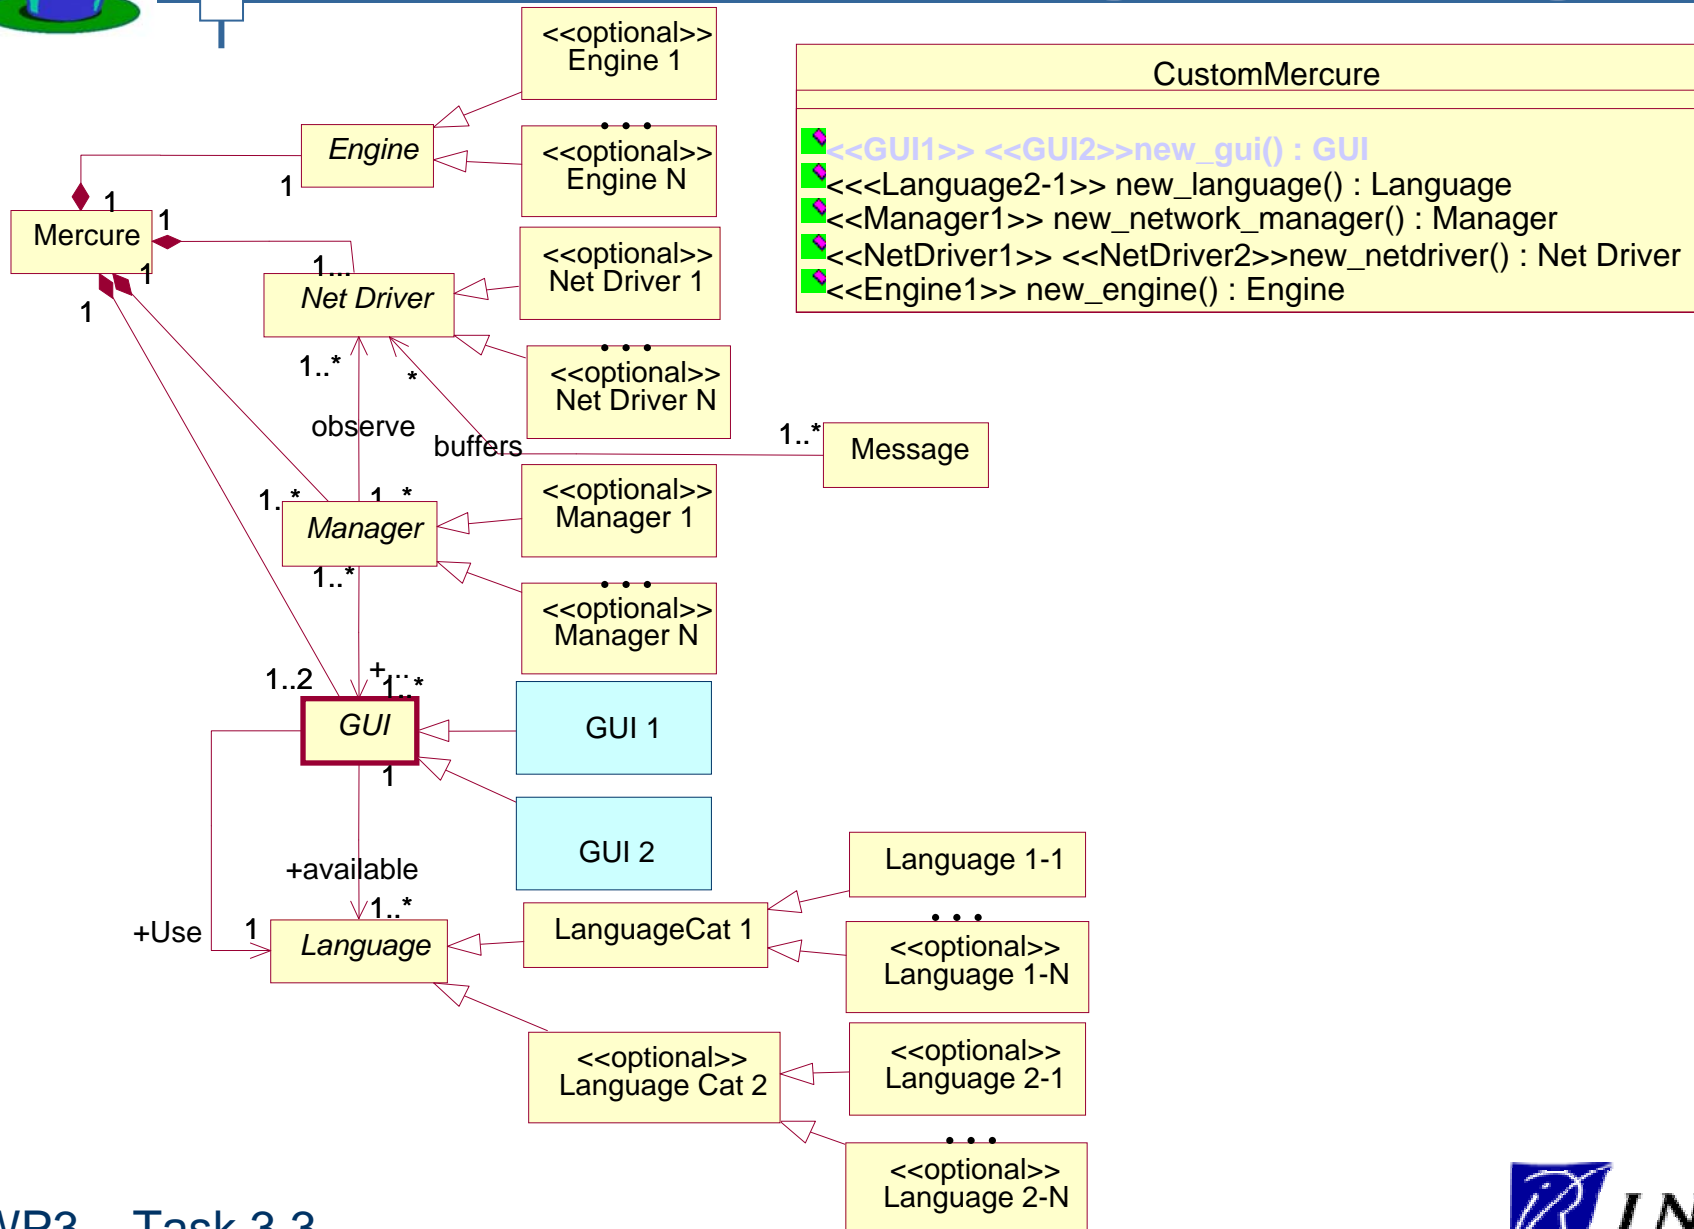 <<optional>>
Engine 1
• • •
<<optional>>
Engine N
Engine
1
1
Mercure
1
1
1
CustomMercure
<<GUI1>> <<GUI2>>new_gui() : GUI
<<<Language2-1>> new_language() : Language
<<Manager1>> new_network_manager() : Manager
<<NetDriver1>> <<NetDriver2>>new_netdriver() : Net Driver
<<Engine1>> new_engine() : Engine
1...
Net Driver
<<optional>>
Net Driver 1
• • •
<<optional>>
Net Driver N
1..*
*
observe
buffers
1..*
Message
1..*
1..*
Manager
<<optional>>
Manager 1
• • •
<<optional>>
Manager N
1..*
1..2
+...
1..*
GUI
GUI 1
GUI 2
1
+available
1..*
+Use
1
Language
LanguageCat 1
Language 1-1
• • •
<<optional>>
Language 1-N
<<optional>>
Language Cat 2
<<optional>>
Language 2-1
• • •
<<optional>>
Language 2-N
WP3 Task 3.3
IN